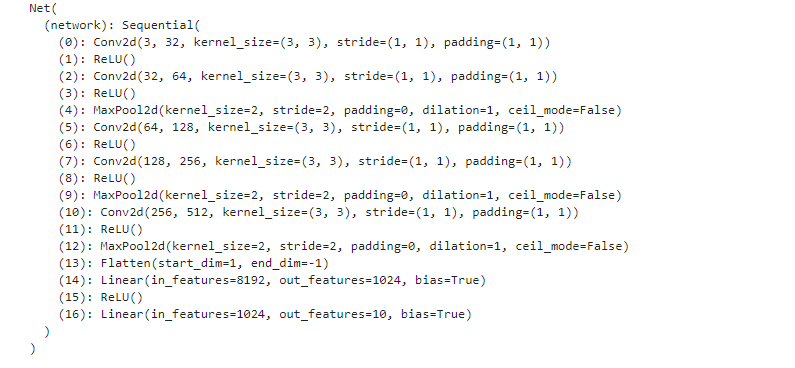 Net(
  (network): Sequential(
    (0): Conv2d(3, 32, kernel_size=(3, 3), stride=(1, 1), padding=(1, 1))
    (1): ReLU()
    (2): Conv2d(32, 64, kernel_size=(3, 3), stride=(1, 1), padding=(1, 1))
    (3): ReLU()
    (4): MaxPool2d(kernel_size=2, stride=2, padding=0, dilation=1, ceil_mode=False)
    (5): Conv2d(64, 128, kernel_size=(3, 3), stride=(1, 1), padding=(1, 1))
    (6): ReLU()
    (7): Conv2d(128, 256, kernel_size=(3, 3), stride=(1, 1), padding=(1, 1))
    (8): ReLU()
    (9): MaxPool2d(kernel_size=2, stride=2, padding=0, dilation=1, ceil_mode=False)
    (10): Conv2d(256, 512, kernel_size=(3, 3), stride=(1, 1), padding=(1, 1))
    (11): ReLU()
    (12): MaxPool2d(kernel_size=2, stride=2, padding=0, dilation=1, ceil_mode=False)
    (13): Flatten(start_dim=1, end_dim=-1)
    (14): Linear(in_features=8192, out_features=1024, bias=True)
    (15): ReLU()
    (16): Linear(in_features=1024, out_features=10, bias=True)
  )
)